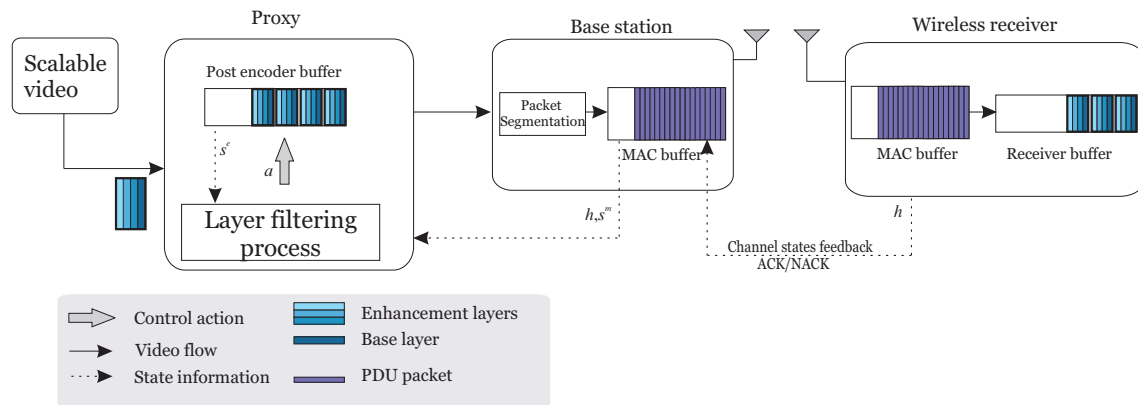 Proxy
Base station
Wireless receiver
Scalable
video
Post encoder buffer
Packet
Segmentation
MAC buffer
MAC buffer
Receiver buffer
sᵉ
a
h,sᵐ
h
Layer filtering
process
Channel states feedback
ACK/NACK
Control action
Enhancement layers
Base layer
Video flow
State information
PDU packet